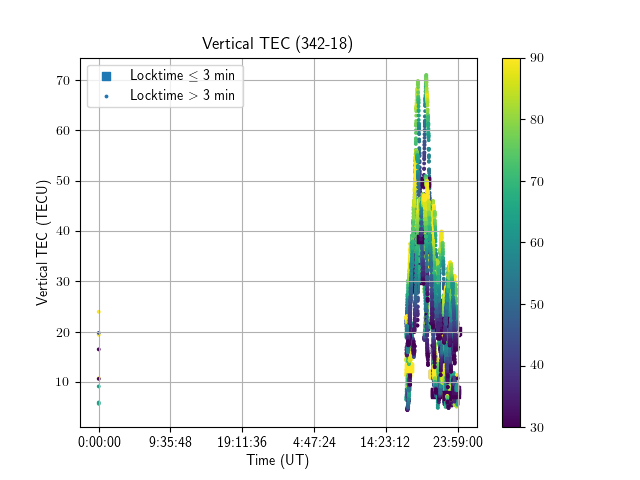 Vertical TEC (342-18)
Locktime ≤ 3 min
Locktime > 3 min
Vertical TEC (TECU)
70
60
50
40
30
20
10
0:00:00 9:35:48 19:11:36 4:47:24 14:23:12 23:59:00
Time (UT)
90
80
70
60
50
40
30